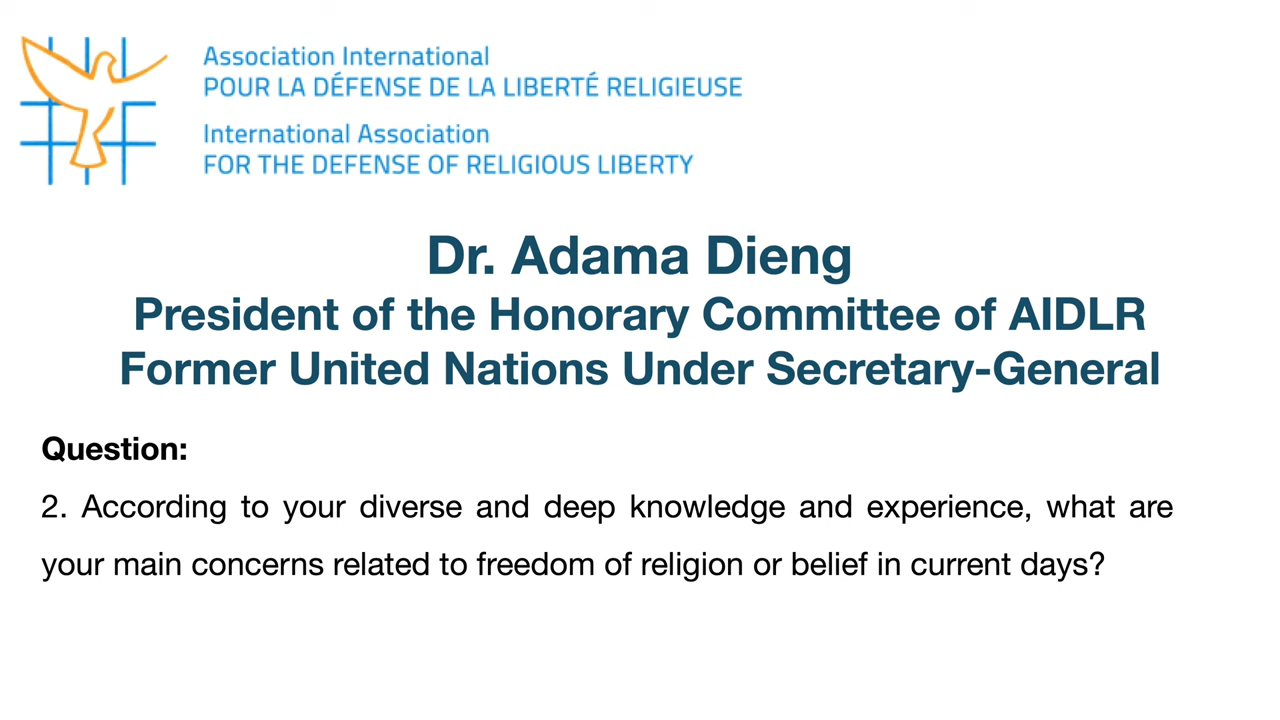 Association International
POUR LA DÉFENSE DE LA LIBERTÉ RELIGIEUSE
International Association
FOR THE DEFENSE OF RELIGIOUS LIBERTY
Dr. Adama Dieng
President of the Honorary Committee of AIDLR
Former United Nations Under Secretary-General
Question:
2. According to your diverse and deep knowledge and experience, what are
your main concerns related to freedom of religion or belief in current days?